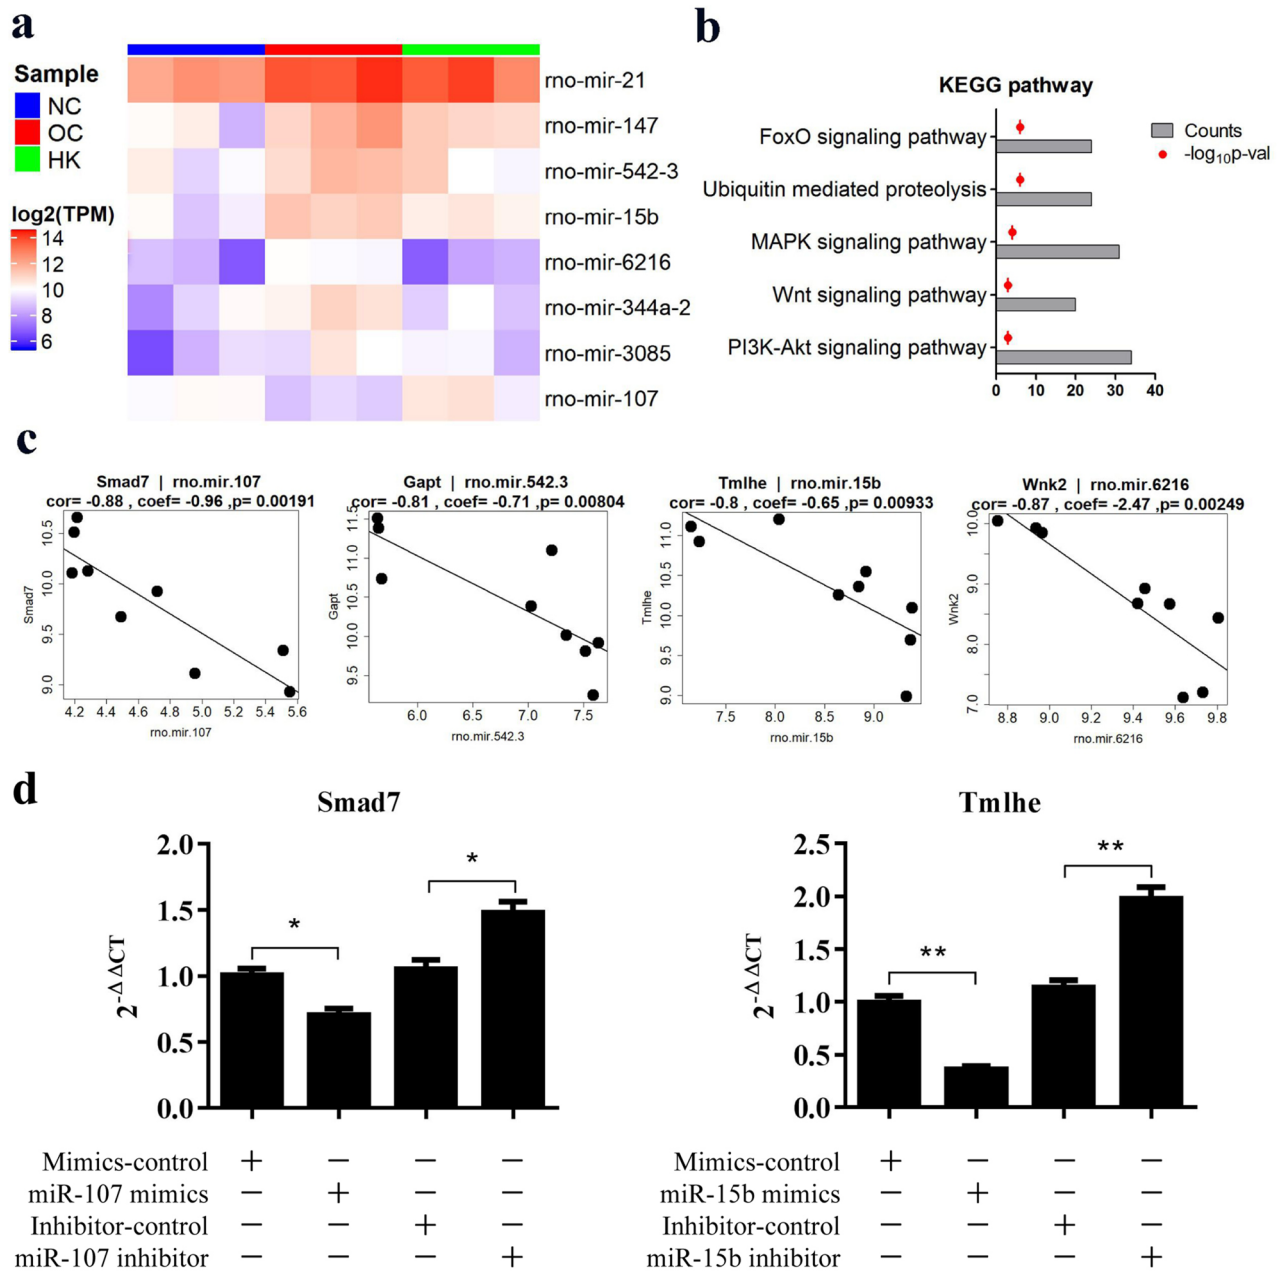 a
Sample
NC
OC
HK
log2(TPM)
14
12
10
8
6
rno-mir-21
rno-mir-147
rno-mir-542-3
rno-mir-15b
rno-mir-6216
rno-mir-344a-2
rno-mir-3085
rno-mir-107
b
KEGG pathway
FoxO signaling pathway
Ubiquitin mediated proteolysis
MAPK signaling pathway
Wnt signaling pathway
PI3K-Akt signaling pathway
0 10 20 30 40
Counts
-log10p-val
c
Smad7 | rno.mir.107
cor= -0.88 , coef= -0.96 ,p= 0.00191
Smad7
10.5
10.0
9.5
9.0
4.2 4.4 4.6 4.8 5.0 5.2 5.4 5.6
rno.mir.107
Gapt | rno.mir.542.3
cor= -0.81 , coef= -0.71 ,p= 0.00804
Gapt
11.5
11.0
10.5
10.0
9.5
6.0 6.5 7.0 7.5
rno.mir.542.3
Tmlhe | rno.mir.15b
cor= -0.8 , coef= -0.65 ,p= 0.00933
Tmlhe
11.0
10.5
10.0
9.5
9.0
7.5 8.0 8.5 9.0
rno.mir.15b
Wnk2 | rno.mir.6216
cor= -0.87 , coef= -2.47 ,p= 0.00249
Wnk2
10.0
9.0
8.0
7.0
8.8 9.0 9.2 9.4 9.6 9.8
rno.mir.6216
d
Smad7
2-ΔΔCT
2.0
1.5
1.0
0.5
0.0
*
*
Mimics-control + − − −
miR-107 mimics − + − −
Inhibitor-control − − + −
miR-107 inhibitor − − − +
Tmlhe
2-ΔΔCT
2.5
2.0
1.5
1.0
0.5
0.0
**
**
Mimics-control + − − −
miR-15b mimics − + − −
Inhibitor-control − − + −
miR-15b inhibitor − − − +